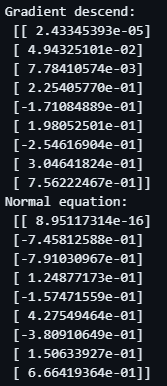 Gradient descend:
[[ 2.43345393e-05]
[ 4.94325101e-02]
[ 7.78410574e-03]
[ 2.25405770e-01]
[-1.71084889e-01]
[ 1.98052501e-01]
[-2.54616904e-01]
[ 3.04641824e-01]
[ 7.56222467e-01]]
Normal equation:
[[ 8.95117314e-16]
[-7.45812588e-01]
[-7.91030967e-01]
[ 1.24877173e-01]
[-1.57471559e-01]
[ 4.27549464e-01]
[-3.80910649e-01]
[ 1.50633927e-01]
[ 6.66419364e-01]]